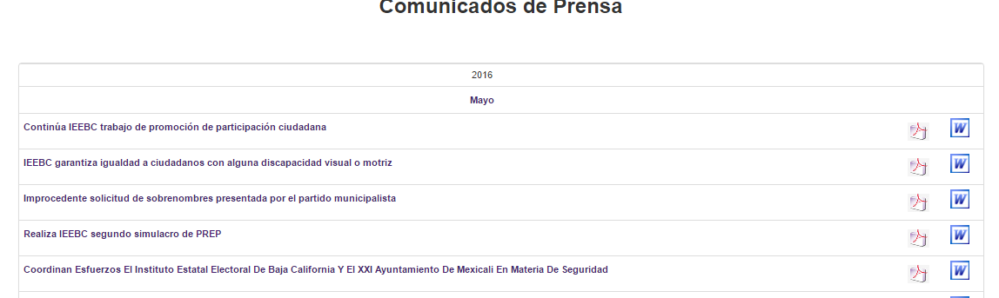 Comunicados de Prensa
2016
Mayo
Continúa IEEBC trabajo de promoción de participación ciudadana
W
IEEBC garantiza igualdad a ciudadanos con alguna discapacidad visual o motriz
W
Improcedente solicitud de sobrenombres presentada por el partido municipalista
W
Realiza IEEBC segundo simulacro de PREP
W
Coordinan Esfuerzos El Instituto Estatal Electoral De Baja California Y El XXI Ayuntamiento De Mexicali En Materia De Seguridad
W